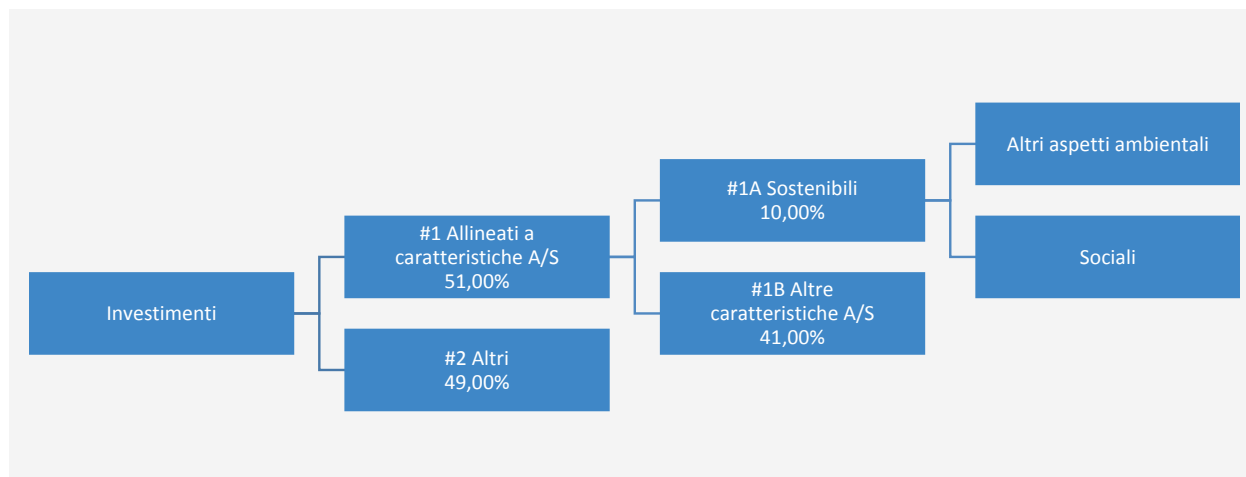 Investimenti
#1 Allineati a
caratteristiche A/S
51,00%
#2 Altri
49,00%
#1A Sostenibili
10,00%
#1B Altre
caratteristiche A/S
41,00%
Altri aspetti ambientali
Sociali